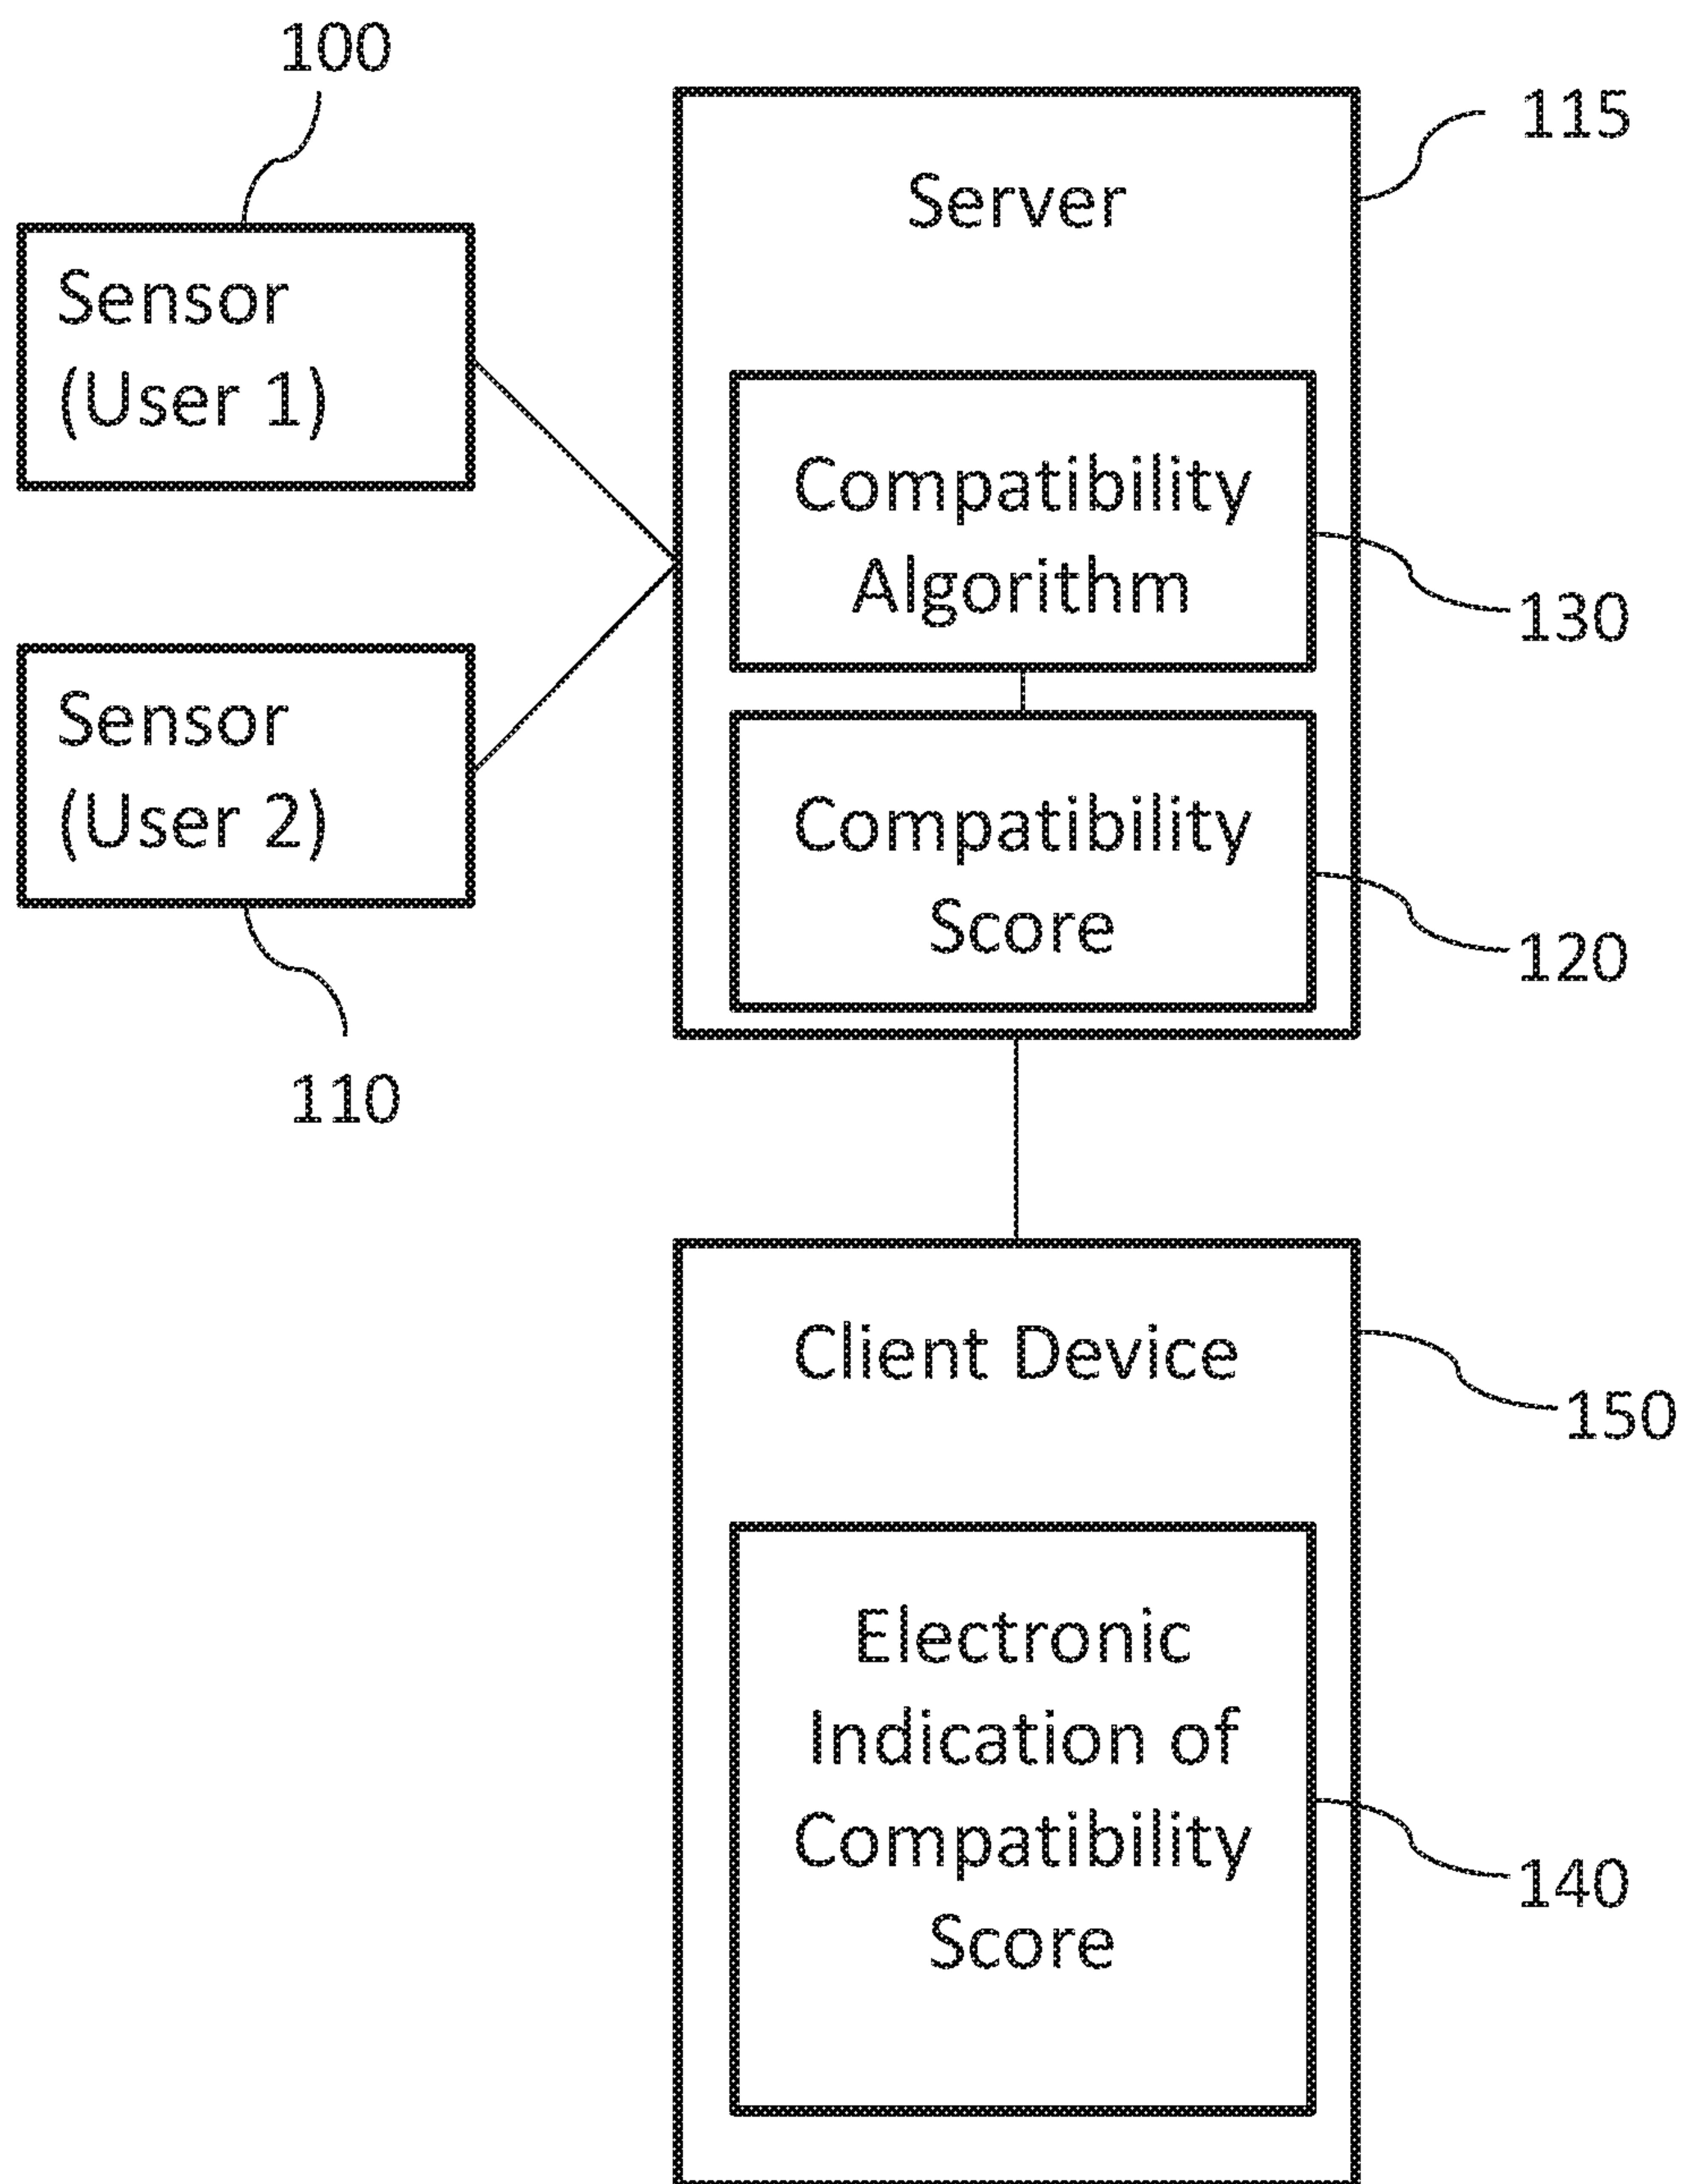 100
Sensor
(User 1)
Sensor
(User 2)
110
Server
115
Compatibility
Algorithm
130
Compatibility
Score
120
Client Device
150
Electronic
Indication of
Compatibility
Score
140